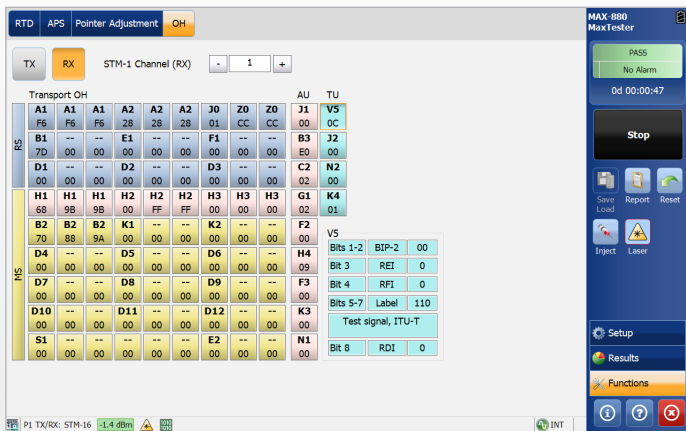 RTD APS Pointer Adjustment OH
MAX-880
MaxTester
PASS
No Alarm
0d 00:00:47
TX RX STM-1 Channel (RX) - 1 +
Stop
Transport OH AU TU
A1 A1 A1 A2 A2 A2 J0 Z0 Z0 J1 V5
F6 F6 F6 28 28 28 01 CC CC 00 0C
RS
B1 -- -- E1 -- -- F1 -- -- B3 J2
7D 00 00 00 00 00 00 00 00 E0 00
D1 -- -- D2 -- -- D3 -- -- C2 N2
00 00 00 00 00 00 00 00 00 02 00
H1 H1 H1 H2 H2 H2 H3 H3 H3 G1 K4
68 9B 9B 00 FF FF 00 00 00 02 01
Save
Load
Report
Reset
MS
B2 B2 B2 K1 -- -- K2 -- -- F2
70 88 9A 00 00 00 00 00 00 00
D4 -- -- D5 -- -- D6 -- -- H4
00 00 00 00 00 00 00 00 00 09
D7 -- -- D8 -- -- D9 -- -- F3
00 00 00 00 00 00 00 00 00 00
D10 -- -- D11 -- -- D12 -- -- K3
00 00 00 00 00 00 00 00 00 00
S1 -- -- -- -- -- E2 -- -- N1
00 00 00 00 00 00 00 00 00 00
V5
Bits 1-2 BIP-2 00
Bit 3 REI 0
Bit 4 RFI 0
Bits 5-7 Label 110
Test signal, ITU-T
Bit 8 RDI 0
Inject Laser
Setup
Results
Functions
P1 TX/RX: STM-16 -1.4 dBm 1010 1010 INT